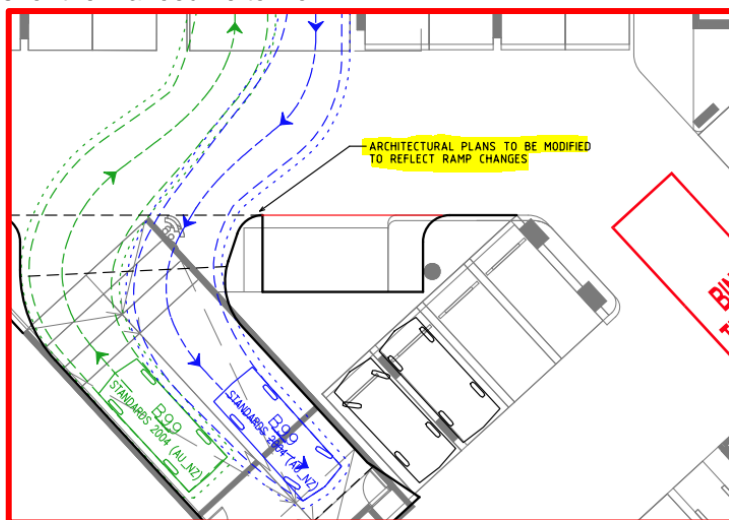 ARCHITECTURAL PLANS TO BE MODIFIED
TO REFLECT RAMP CHANGES
B99
STANDARDS 2004 (AU_NZ)
B99
STANDARDS 2004 (AU_NZ)